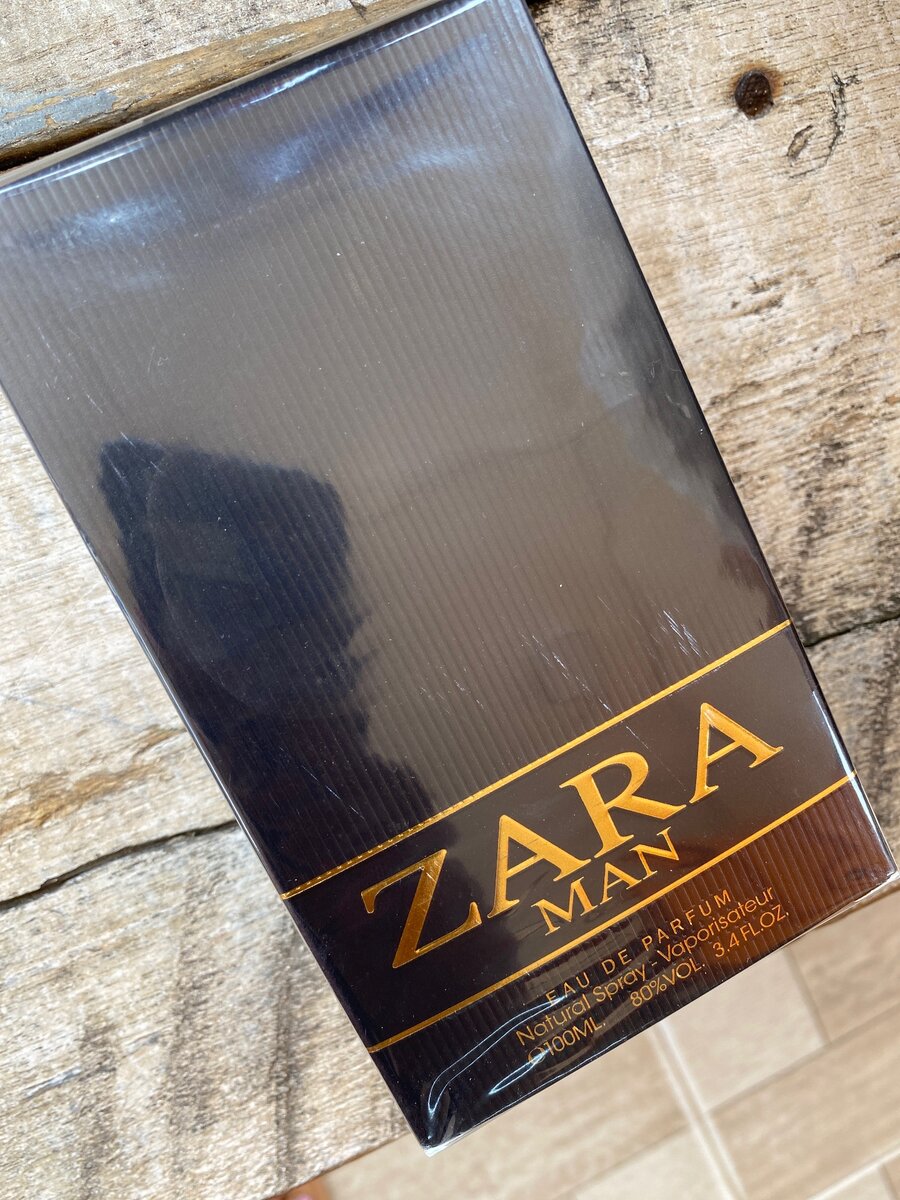 ZARA
MAN
EAU DE PARFUM
Natural Spray - Vaporisateur
100ML. 80%VOL. 3.4 FL.OZ.